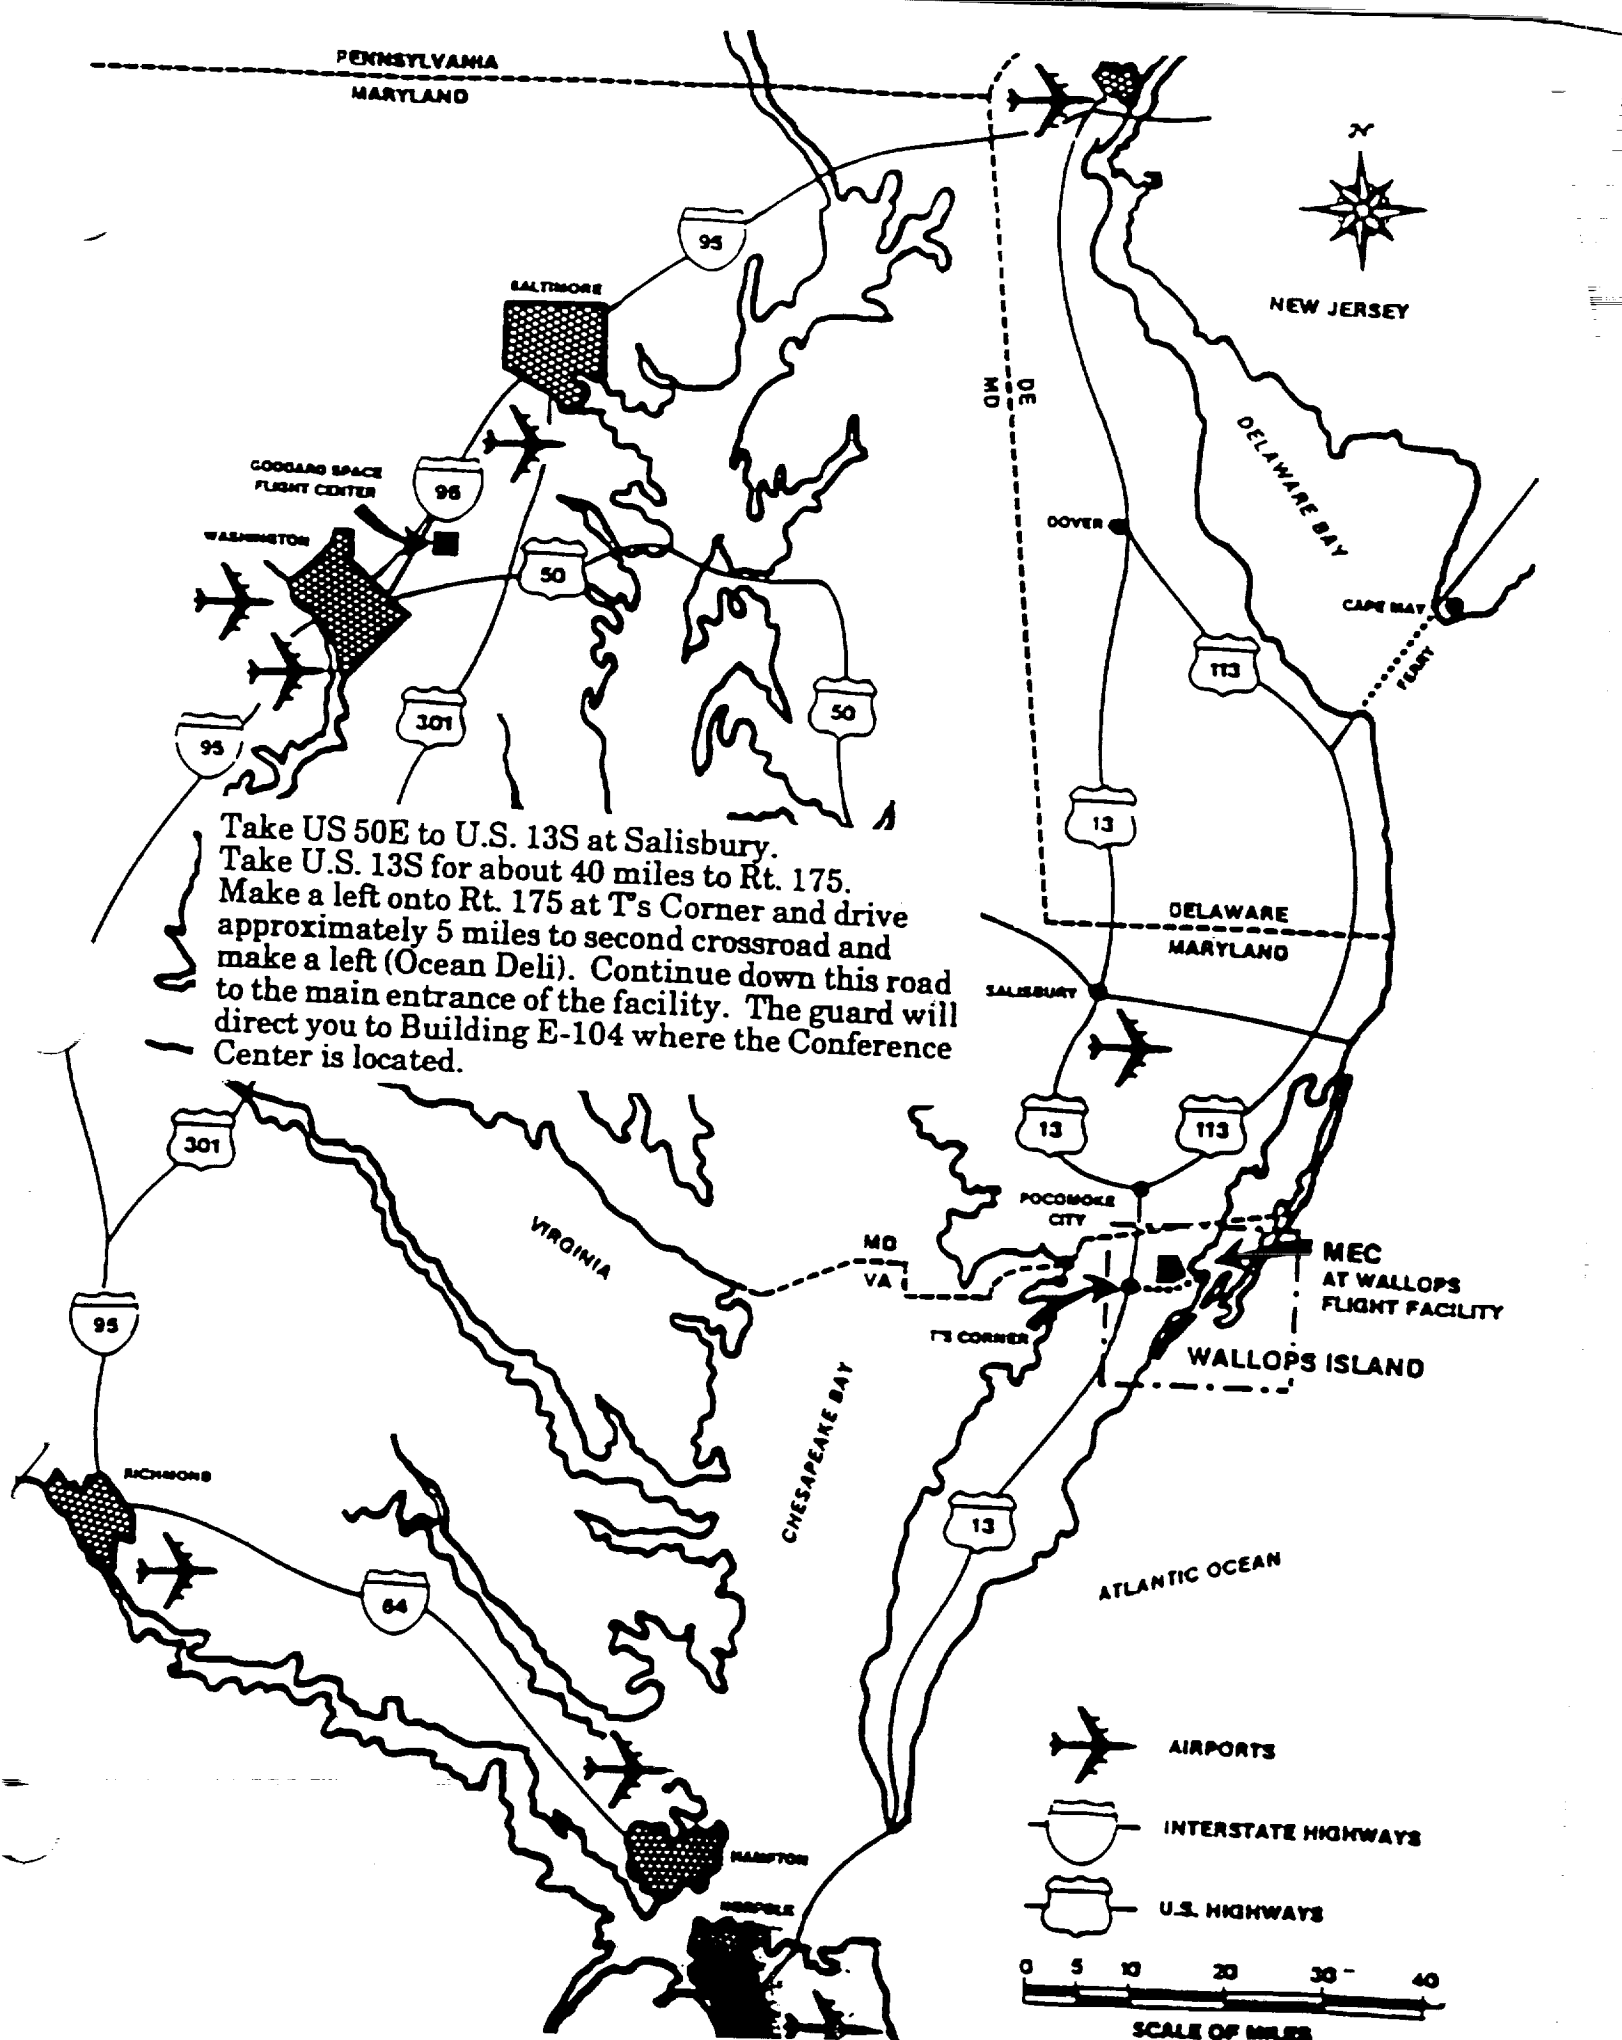 PENNSYLVANIA
MARYLAND
N
95
BALTIMORE
NEW JERSEY
DE
MD
DELAWARE BAY
GODDARD SPACE
FLIGHT CENTER
95
WASHINGTON
DOVER
50
CAPE MAY
FERRY
113
301
50
95
13
Take US 50E to U.S. 13S at Salisbury.
Take U.S. 13S for about 40 miles to Rt. 175.
Make a left onto Rt. 175 at T's Corner and drive
approximately 5 miles to second crossroad and
make a left (Ocean Deli). Continue down this road
to the main entrance of the facility. The guard will
direct you to Building E-104 where the Conference
Center is located.
DELAWARE
MARYLAND
SALISBURY
301
13
113
POCOMOKE
CITY
VIRGINIA
MD
VA
MEC
AT WALLOPS
FLIGHT FACILITY
95
T'S CORNER
WALLOPS ISLAND
CHESAPEAKE BAY
RICHMOND
13
ATLANTIC OCEAN
64
AIRPORTS
INTERSTATE HIGHWAYS
HAMPTON
NORFOLK
U.S. HIGHWAYS
0 5 10 20 30 40
SCALE OF MILES